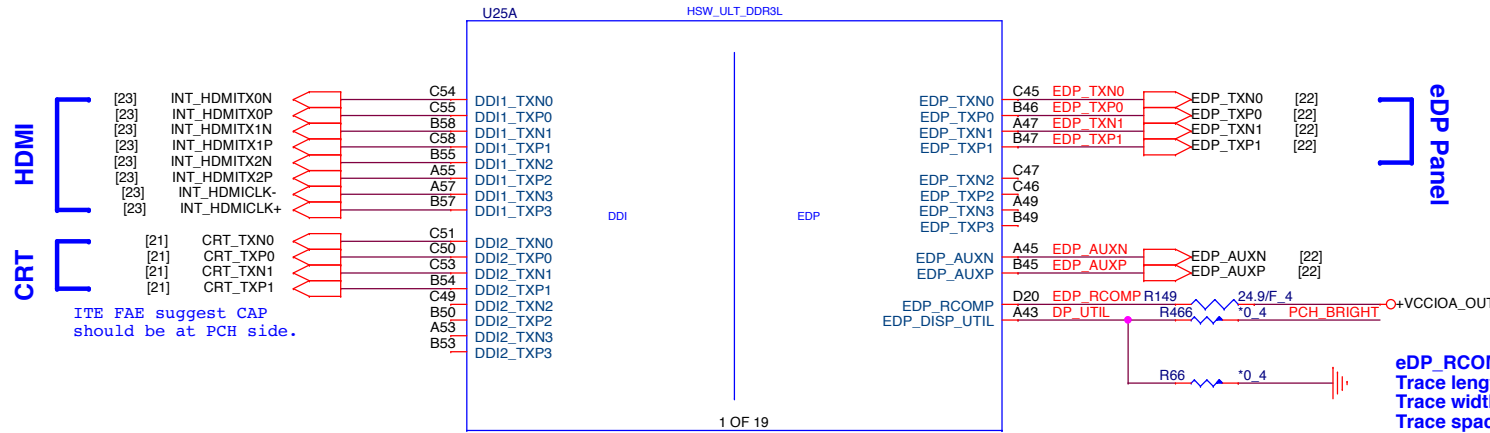 U25A HSW_ULT_DDR3L
HDMI
[23] INT_HDMITX0N C54 DDI1_TXN0
[23] INT_HDMITX0P C55 DDI1_TXP0
[23] INT_HDMITX1N B58 DDI1_TXN1
[23] INT_HDMITX1P C58 DDI1_TXP1
[23] INT_HDMITX2N B55 DDI1_TXN2
[23] INT_HDMITX2P A55 DDI1_TXP2
[23] INT_HDMICLK- A57 DDI1_TXN3
[23] INT_HDMICLK+ B57 DDI1_TXP3
CRT
[21] CRT_TXN0 C51 DDI2_TXN0
[21] CRT_TXP0 C50 DDI2_TXP0
[21] CRT_TXN1 C53 DDI2_TXN1
[21] CRT_TXP1 B54 DDI2_TXP1
C49 DDI2_TXN2
B50 DDI2_TXP2
A53 DDI2_TXN3
B53 DDI2_TXP3
ITE FAE suggest CAP
should be at PCH side.
DDI EDP
EDP_TXN0 C45 EDP_TXN0 EDP_TXN0 [22]
EDP_TXP0 B46 EDP_TXP0 EDP_TXP0 [22]
EDP_TXN1 A47 EDP_TXN1 EDP_TXN1 [22]
EDP_TXP1 B47 EDP_TXP1 EDP_TXP1 [22]
eDP Panel
EDP_TXN2 C47
EDP_TXP2 C46
EDP_TXN3 A49
EDP_TXP3 B49
EDP_AUXN A45 EDP_AUXN EDP_AUXN [22]
EDP_AUXP B45 EDP_AUXP EDP_AUXP [22]
EDP_RCOMP D20 EDP_RCOMP R149 24.9/F_4 +VCCIOA_OUT
EDP_DISP_UTIL A43 DP_UTIL R466 *0_4 PCH_BRIGHT
R66 *0_4
1 OF 19
Trace
Trace
Trace